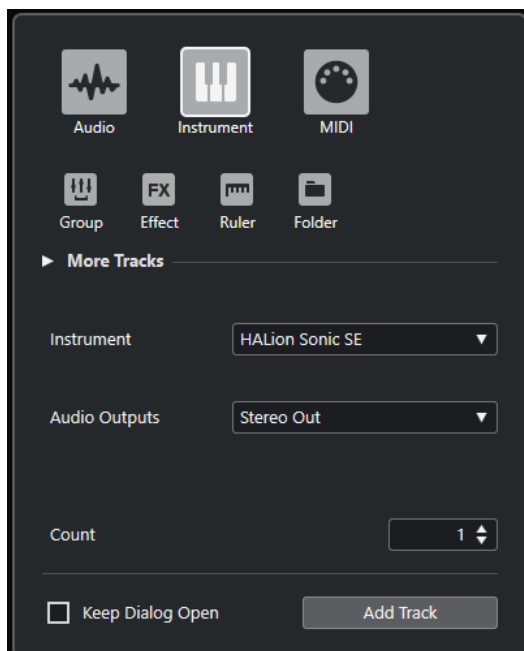 Audio Instrument MIDI
FX
Group Effect Ruler Folder
More Tracks
Instrument HALion Sonic SE
Audio Outputs Stereo Out
Count 1
Keep Dialog Open Add Track